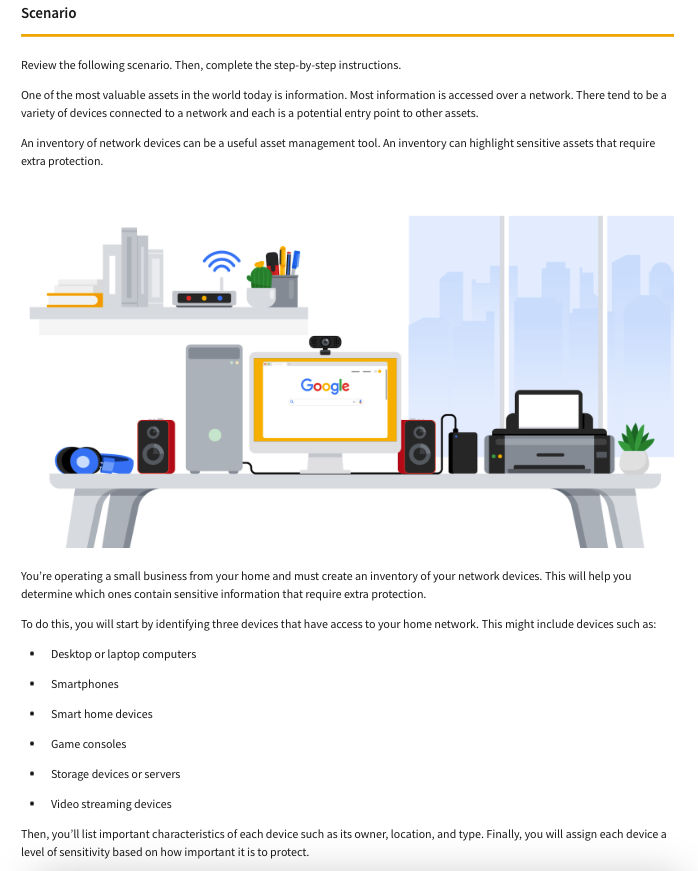 Scenario
Review the following scenario. Then, complete the step-by-step instructions.
One of the most valuable assets in the world today is information. Most information is accessed over a network. There tend to be a
variety of devices connected to a network and each is a potential entry point to other assets.
An inventory of network devices can be a useful asset management tool. An inventory can highlight sensitive assets that require
extra protection.
Google
You’re operating a small business from your home and must create an inventory of your network devices. This will help you
determine which ones contain sensitive information that require extra protection.
To do this, you will start by identifying three devices that have access to your home network. This might include devices such as:
▪ Desktop or laptop computers
▪ Smartphones
▪ Smart home devices
▪ Game consoles
▪ Storage devices or servers
▪ Video streaming devices
Then, you’ll list important characteristics of each device such as its owner, location, and type. Finally, you will assign each device a
level of sensitivity based on how important it is to protect.